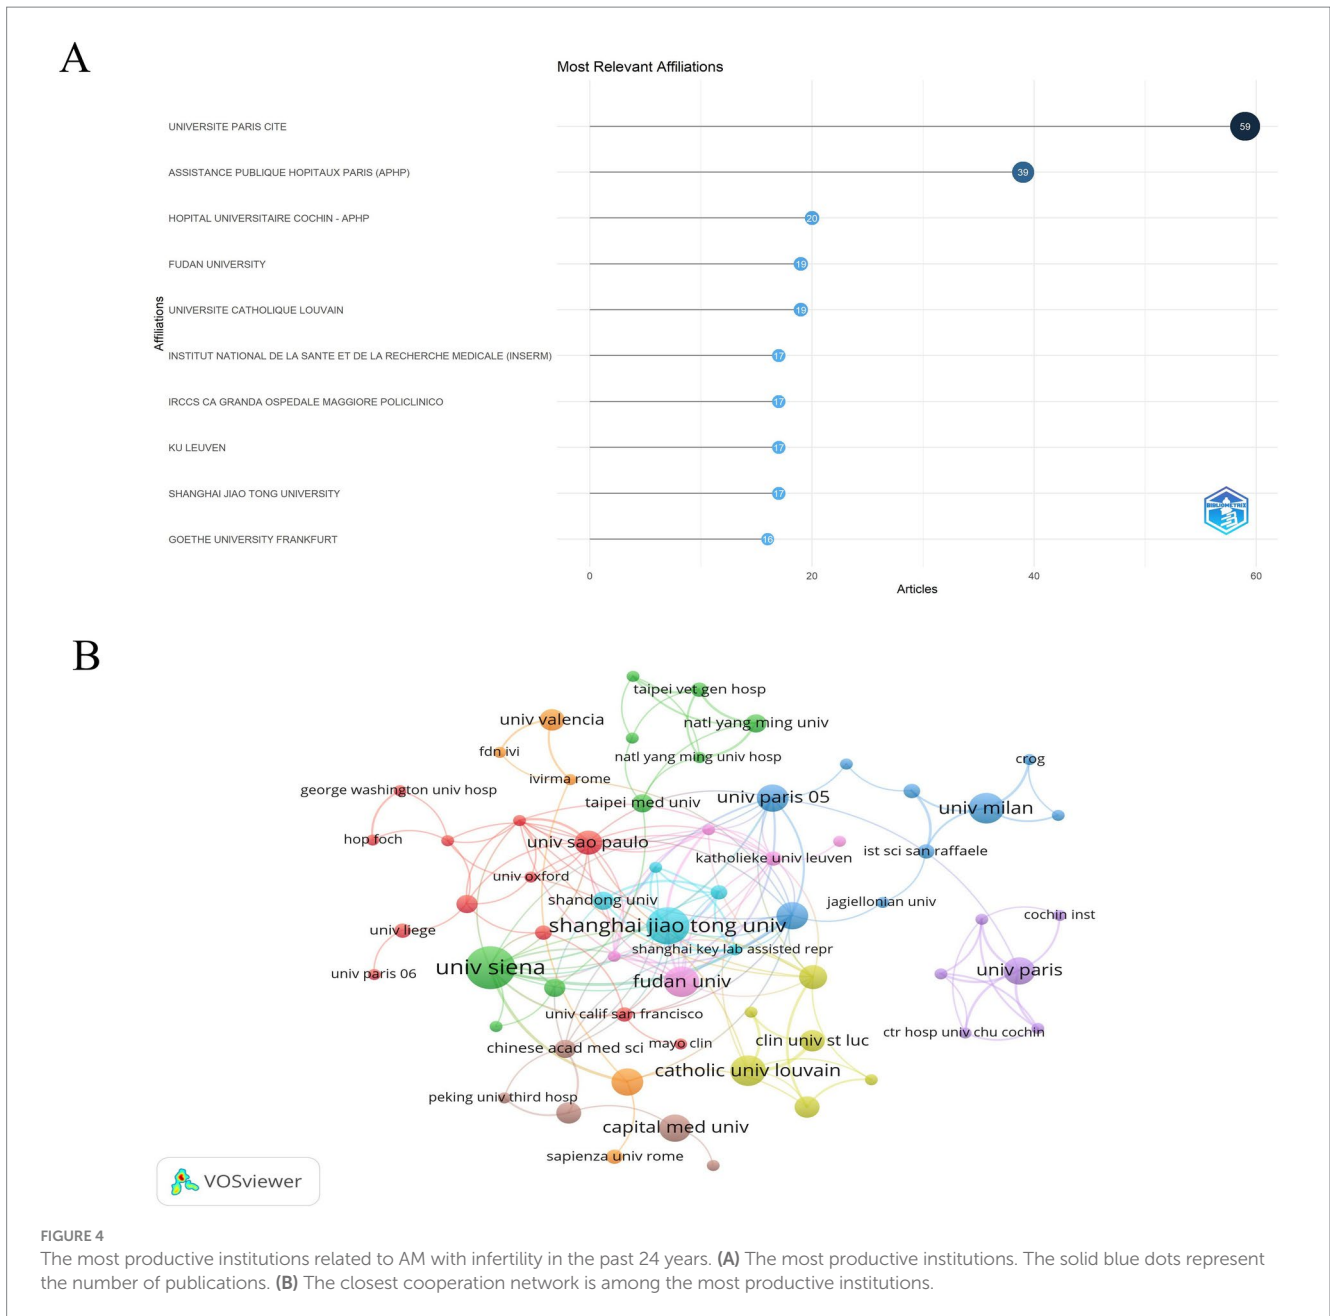 A
Most Relevant Affiliations
UNIVERSITE PARIS CITE
59
ASSISTANCE PUBLIQUE HOPITAUX PARIS (APHP)
39
HOPITAL UNIVERSITAIRE COCHIN - APHP
20
FUDAN UNIVERSITY
19
UNIVERSITE CATHOLIQUE LOUVAIN
19
Affiliations
INSTITUT NATIONAL DE LA SANTE ET DE LA RECHERCHE MEDICALE (INSERM)
17
IRCCS CA GRANDA OSPEDALE MAGGIORE POLICLINICO
17
KU LEUVEN
17
SHANGHAI JIAO TONG UNIVERSITY
17
BIBLIOMETRIX
GOETHE UNIVERSITY FRANKFURT
16
0 20 40 60
Articles
B
taipei vet gen hosp
univ valencia
natl yang ming univ
fdn ivi
natl yang ming univ hosp
crog
ivirma rome
george washington univ hosp
univ paris 05
taipei med univ
univ milan
hop foch
univ sao paulo
ist sci san raffaele
katholieke univ leuven
univ oxford
shandong univ
jagiellonian univ
cochin inst
shanghai jiao tong univ
univ liege
shanghai key lab assisted repr
univ siena
univ paris
univ paris 06
fudan univ
univ calif san francisco
ctr hosp univ chu cochin
chinese acad med sci
mayo clin
clin univ st luc
catholic univ louvain
peking univ third hosp
capital med univ
sapienza univ rome
VOSviewer
FIGURE 4
The most productive institutions related to AM with infertility in the past 24 years. (A) The most productive institutions. The solid blue dots represent
the number of publications. (B) The closest cooperation network is among the most productive institutions.